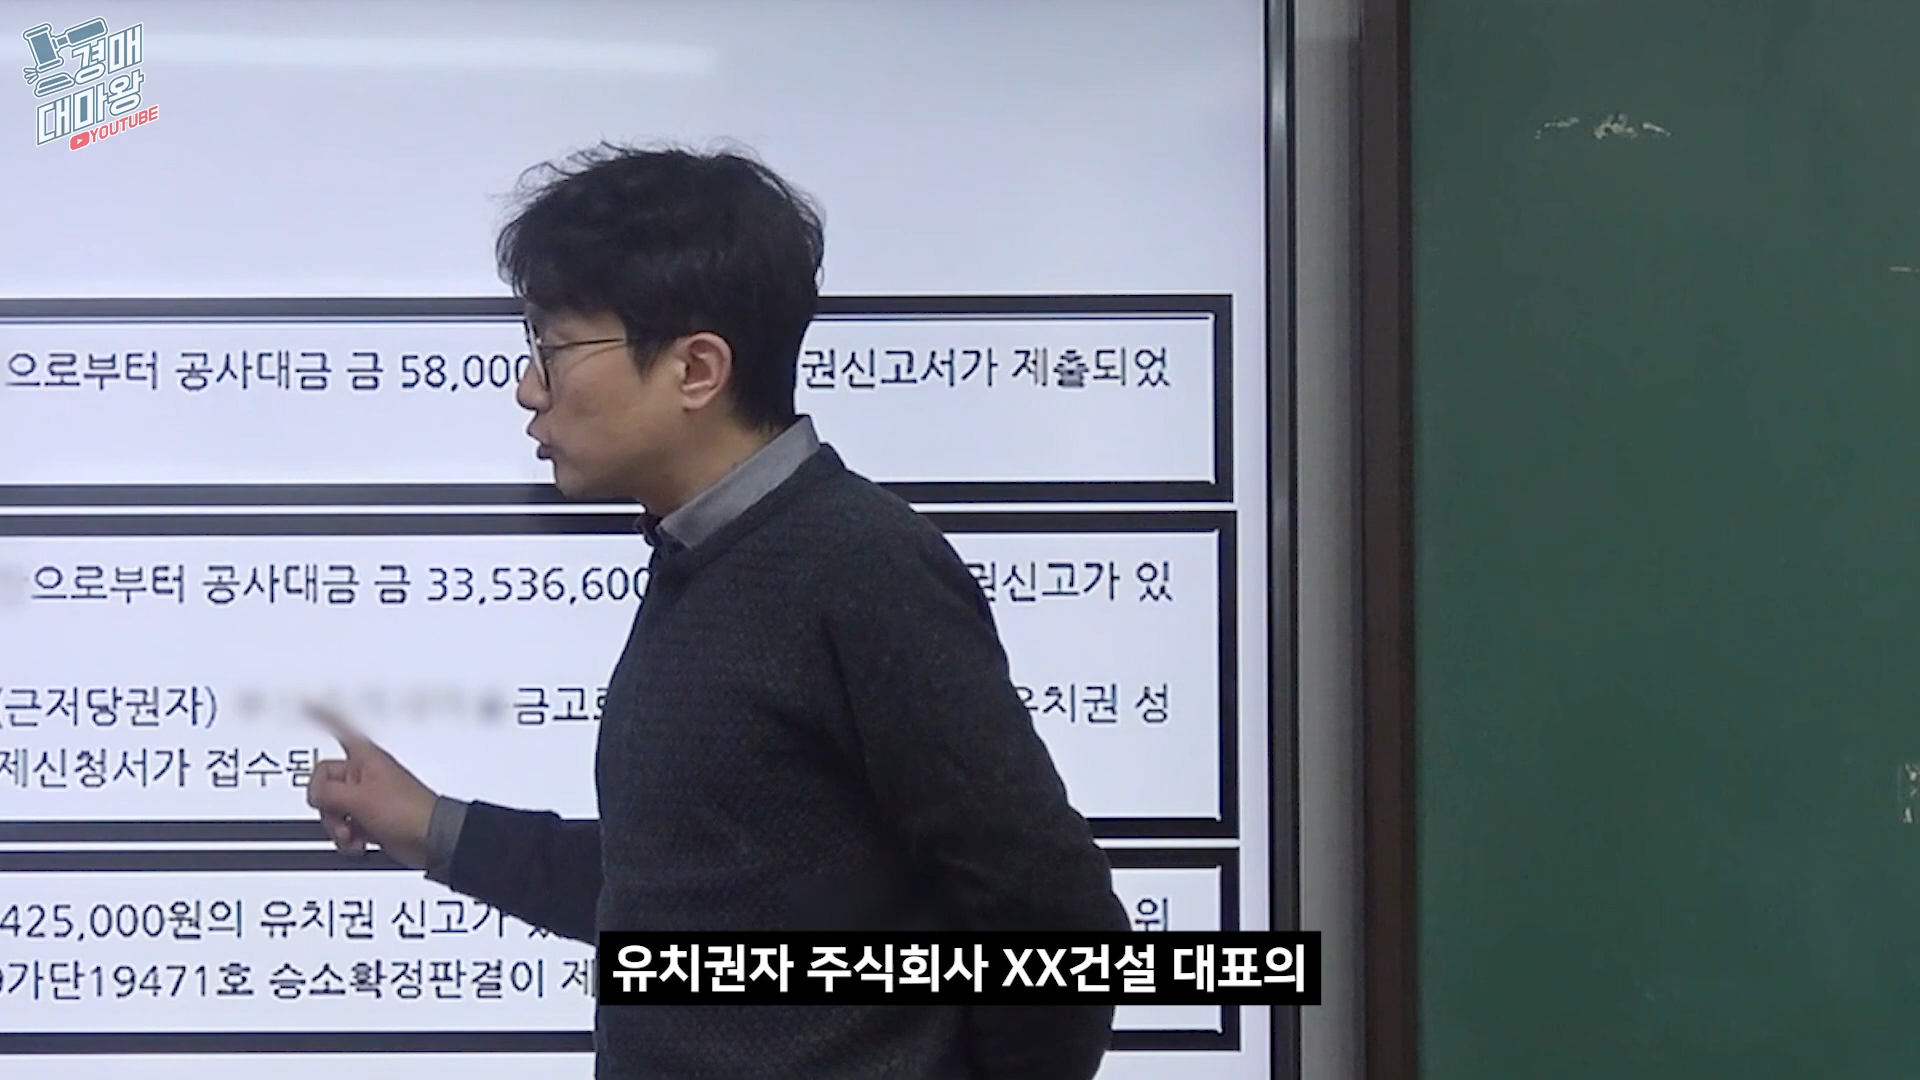 경매
대마왕
YOUTUBE
으로부터 공사대금 금 58,000 권신고서가 제출되었
으로부터 공사대금 금 33,536,600 권신고가 있
(근저당권자) 금고로 유치권 성
제신청서가 접수됨
425,000원의 유치권 신고가 위
가단19471호 승소확정판결이 제
유치권자 주식회사 XX건설 대표의